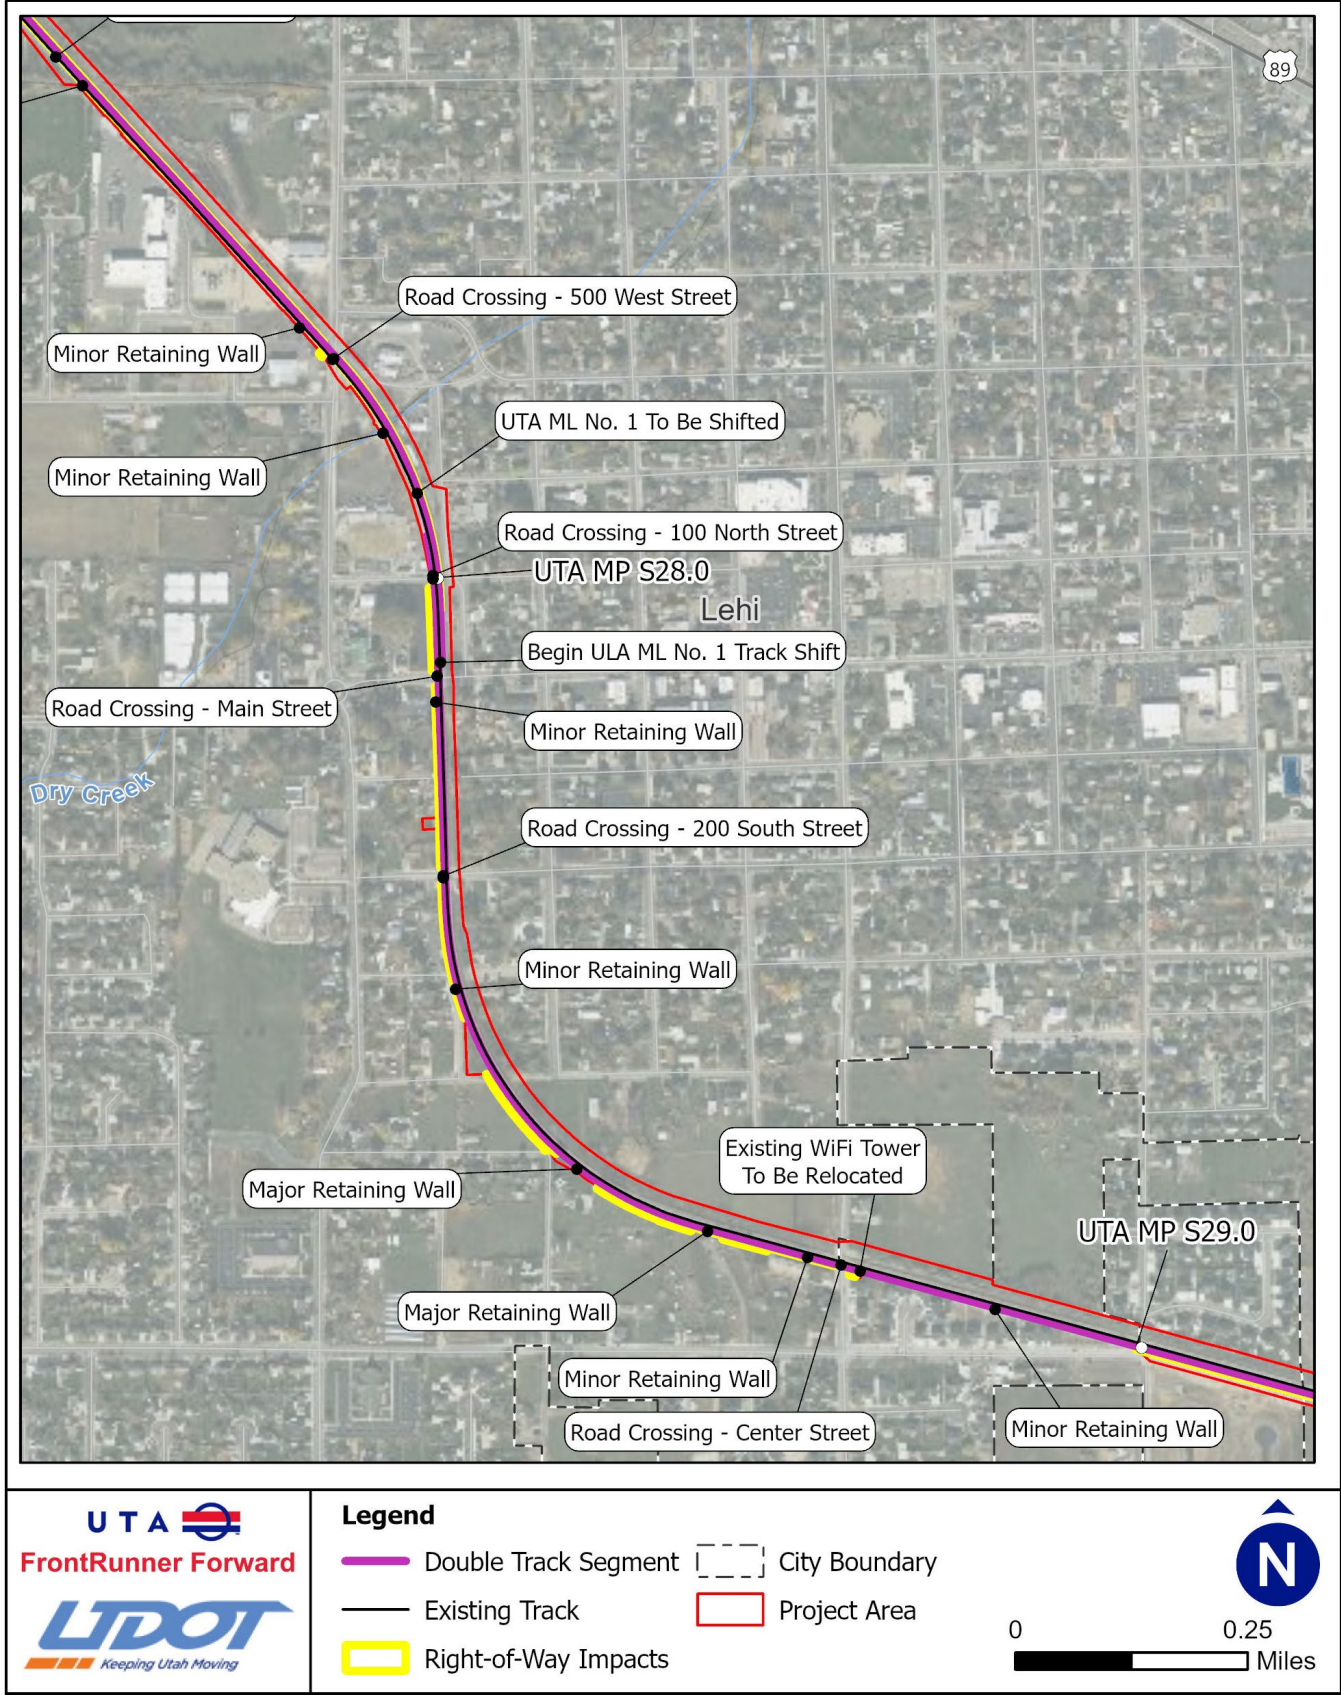 89
Road Crossing - 500 West Street
Minor Retaining Wall
UTA ML No. 1 To Be Shifted
Minor Retaining Wall
Road Crossing - 100 North Street
UTA MP S28.0
Lehi
Begin ULA ML No. 1 Track Shift
Road Crossing - Main Street
Minor Retaining Wall
Dry Creek
Road Crossing - 200 South Street
Minor Retaining Wall
Existing WiFi Tower
To Be Relocated
Major Retaining Wall
UTA MP S29.0
Major Retaining Wall
Minor Retaining Wall
Road Crossing - Center Street
Minor Retaining Wall
UTA
FrontRunner Forward
UDOT
Keeping Utah Moving
Legend
Double Track Segment
City Boundary
Existing Track
Project Area
Right-of-Way Impacts
N
0 0.25
Miles